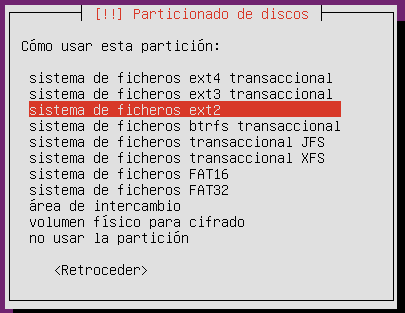 [!!] Particionado de discos
Cómo usar esta partición:
sistema de ficheros ext4 transaccional
sistema de ficheros ext3 transaccional
sistema de ficheros ext2
sistema de ficheros btrfs transaccional
sistema de ficheros transaccional JFS
sistema de ficheros transaccional XFS
sistema de ficheros FAT16
sistema de ficheros FAT32
área de intercambio
volumen físico para cifrado
no usar la partición
<Retroceder>